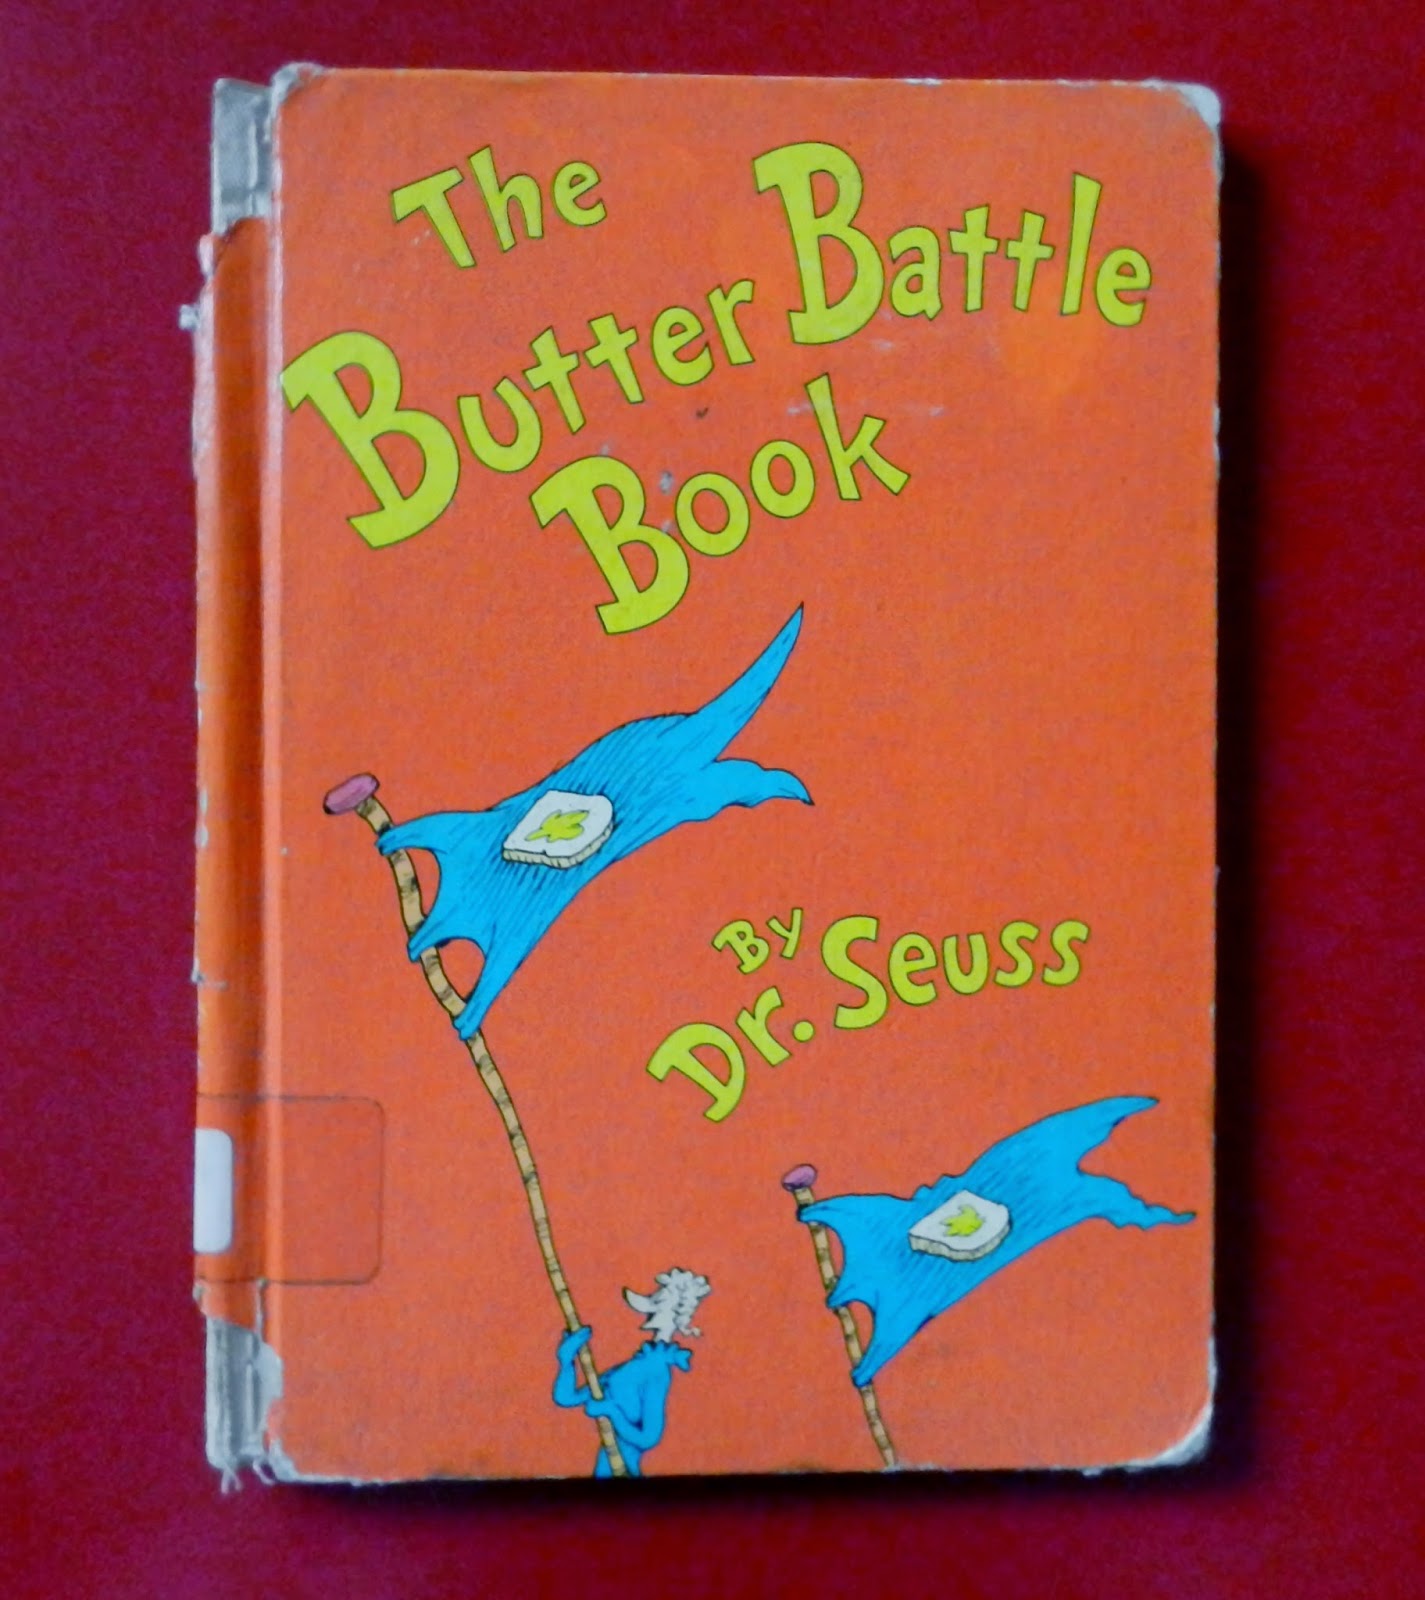 The
Butter Battle
Book
By
Dr. Seuss